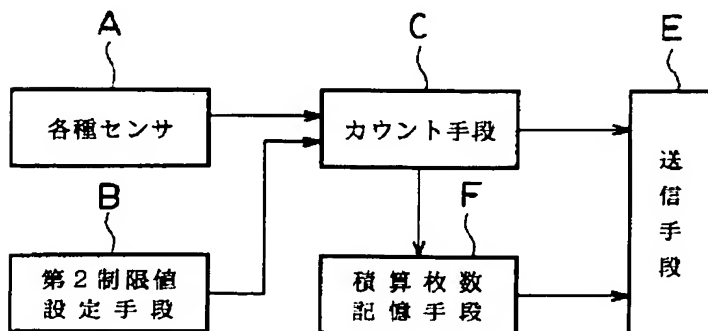 A
各種センサ
B
第2制限値
設定手段
C
カウント手段
F
積算枚数
記憶手段
E
送信手段